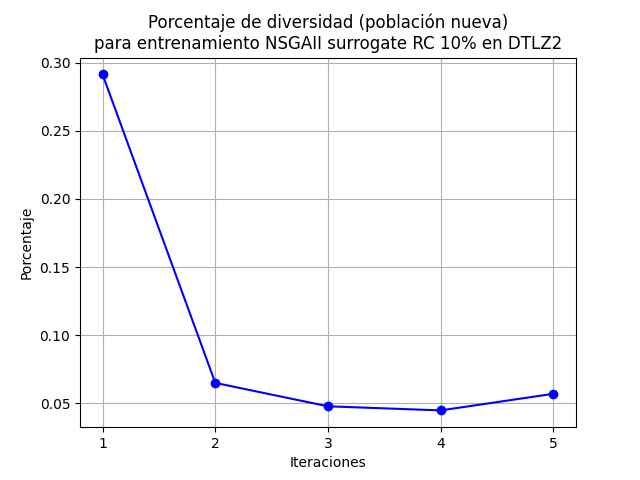 Porcentaje de diversidad (población nueva)
para entrenamiento NSGAII surrogate RC 10% en DTLZ2
Porcentaje
0.30
0.25
0.20
0.15
0.10
0.05
1 2 3 4 5
Iteraciones